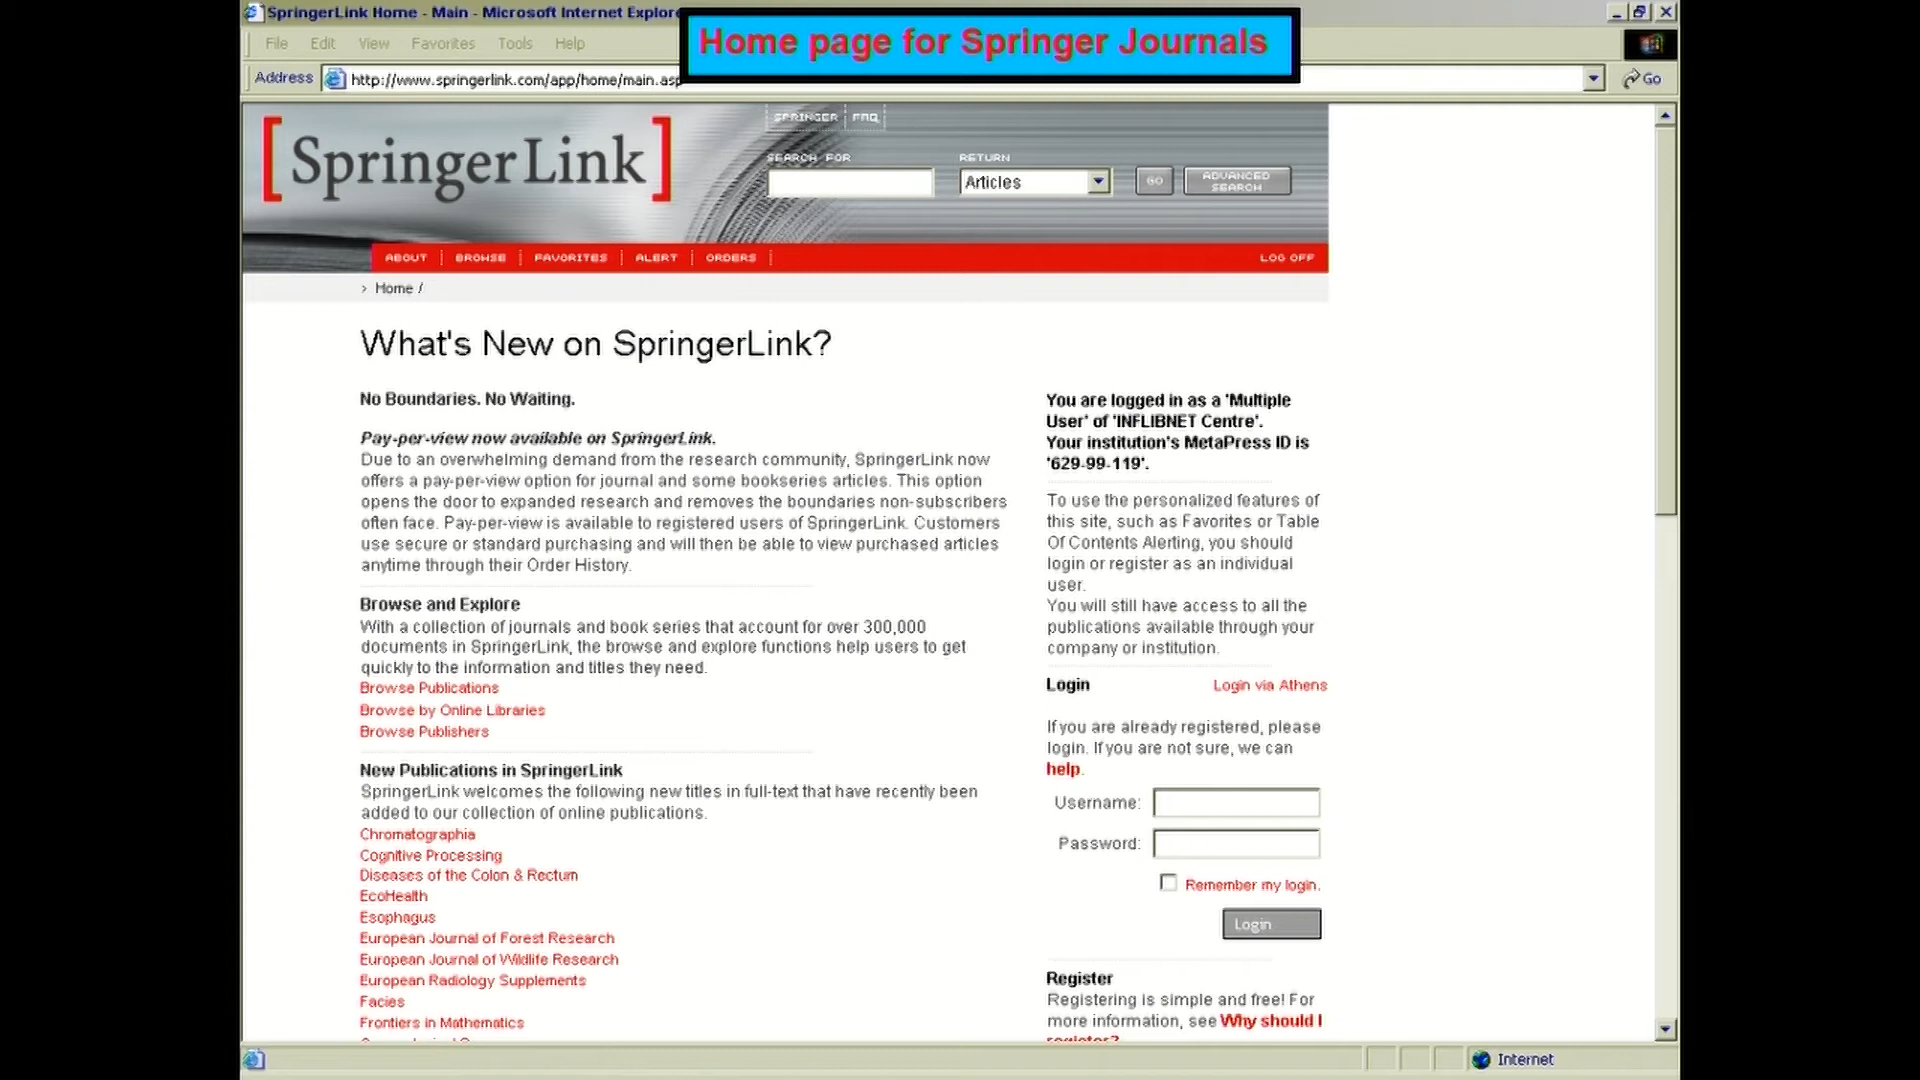 SpringerLink Home - Main - Microsoft Internet Explore
Home page for Springer Journals
File Edit View Favorites Tools Help
Address http://www.springerlink.com/app/home/main.asp
Go
SPRINGER FAQ
[SpringerLink]
SEARCH FOR RETURN
Articles GO ADVANCED SEARCH
ABOUT BROWSE FAVORITES ALERT ORDERS LOG OFF
> Home /
What's New on SpringerLink?
No Boundaries. No Waiting.
Pay-per-view now available on SpringerLink.
Due to an overwhelming demand from the research community, SpringerLink now
offers a pay-per-view option for journal and some bookseries articles. This option
opens the door to expanded research and removes the boundaries non-subscribers
often face. Pay-per-view is available to registered users of SpringerLink. Customers
use secure or standard purchasing and will then be able to view purchased articles
anytime through their Order History.
Browse and Explore
With a collection of journals and book series that account for over 300,000
documents in SpringerLink, the browse and explore functions help users to get
quickly to the information and titles they need.
Browse Publications
Browse by Online Libraries
Browse Publishers
New Publications in SpringerLink
SpringerLink welcomes the following new titles in full-text that have recently been
added to our collection of online publications.
Chromatographia
Cognitive Processing
Diseases of the Colon & Rectum
EcoHealth
Esophagus
European Journal of Forest Research
European Journal of Wildlife Research
European Radiology Supplements
Facies
Frontiers in Mathematics
You are logged in as a 'Multiple
User' of 'INFLIBNET Centre'.
Your institution's MetaPress ID is
'629-99-119'.
To use the personalized features of
this site, such as Favorites or Table
Of Contents Alerting, you should
login or register as an individual
user.
You will still have access to all the
publications available through your
company or institution.
Login Login via Athens
If you are already registered, please
login. If you are not sure, we can
help.
Username:
Password:
Remember my login.
Login
Register
Registering is simple and free! For
more information, see Why should I
register?
Internet